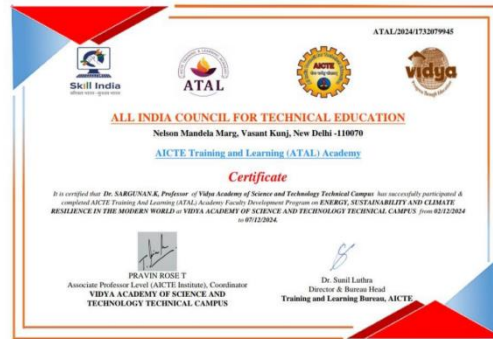 ATAL/2024/1732079945
Skill India
कौशल भारत - कुशल भारत
ATAL
AICTE
vidya
ALL INDIA COUNCIL FOR TECHNICAL EDUCATION
Nelson Mandela Marg, Vasant Kunj, New Delhi -110070
AICTE Training and Learning (ATAL) Academy
Certificate
It is certified that Dr. SARGUNAN.K, Professor of Vidya Academy of Science and Technology Technical Campus has successfully participated &
completed AICTE Training And Learning (ATAL) Academy Faculty Development Program on ENERGY, SUSTAINABILITY AND CLIMATE
RESILIENCE IN THE MODERN WORLD at VIDYA ACADEMY OF SCIENCE AND TECHNOLOGY TECHNICAL CAMPUS from 02/12/2024
to 07/12/2024.
PRAVIN ROSE T
Associate Professor Level (AICTE Institute), Coordinator
VIDYA ACADEMY OF SCIENCE AND
TECHNOLOGY TECHNICAL CAMPUS
Dr. Sunil Luthra
Director & Bureau Head
Training and Learning Bureau, AICTE